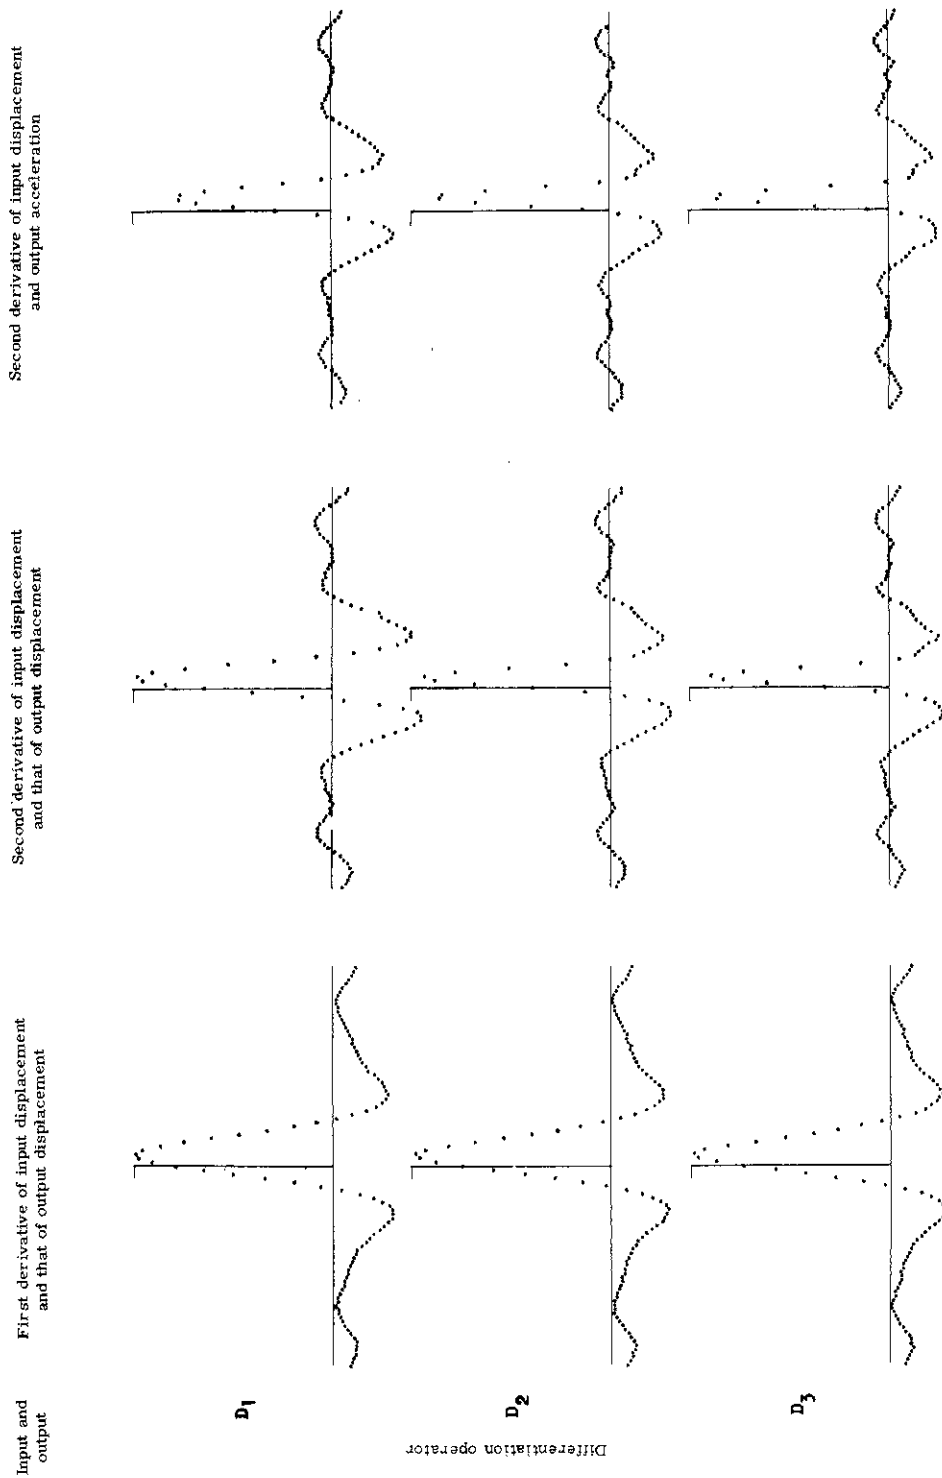 Input and
output
First derivative of input displacement
and that of output displacement
Second derivative of input displacement
and that of output displacement
Second derivative of input displacement
and output acceleration
Differentiation operator
D1
D2
D3